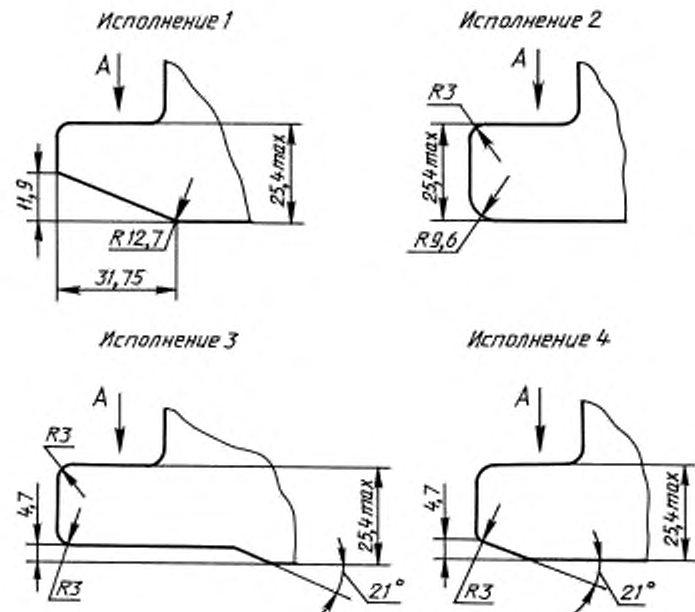 Исполнение 1
А
11,9
25,4 max
R 12,7
31,75
Исполнение 2
А
R3
25,4 max
R9,6
Исполнение 3
А
R3
4,7
25,4 max
R3
21°
Исполнение 4
А
4,7
25,4 max
R3
21°